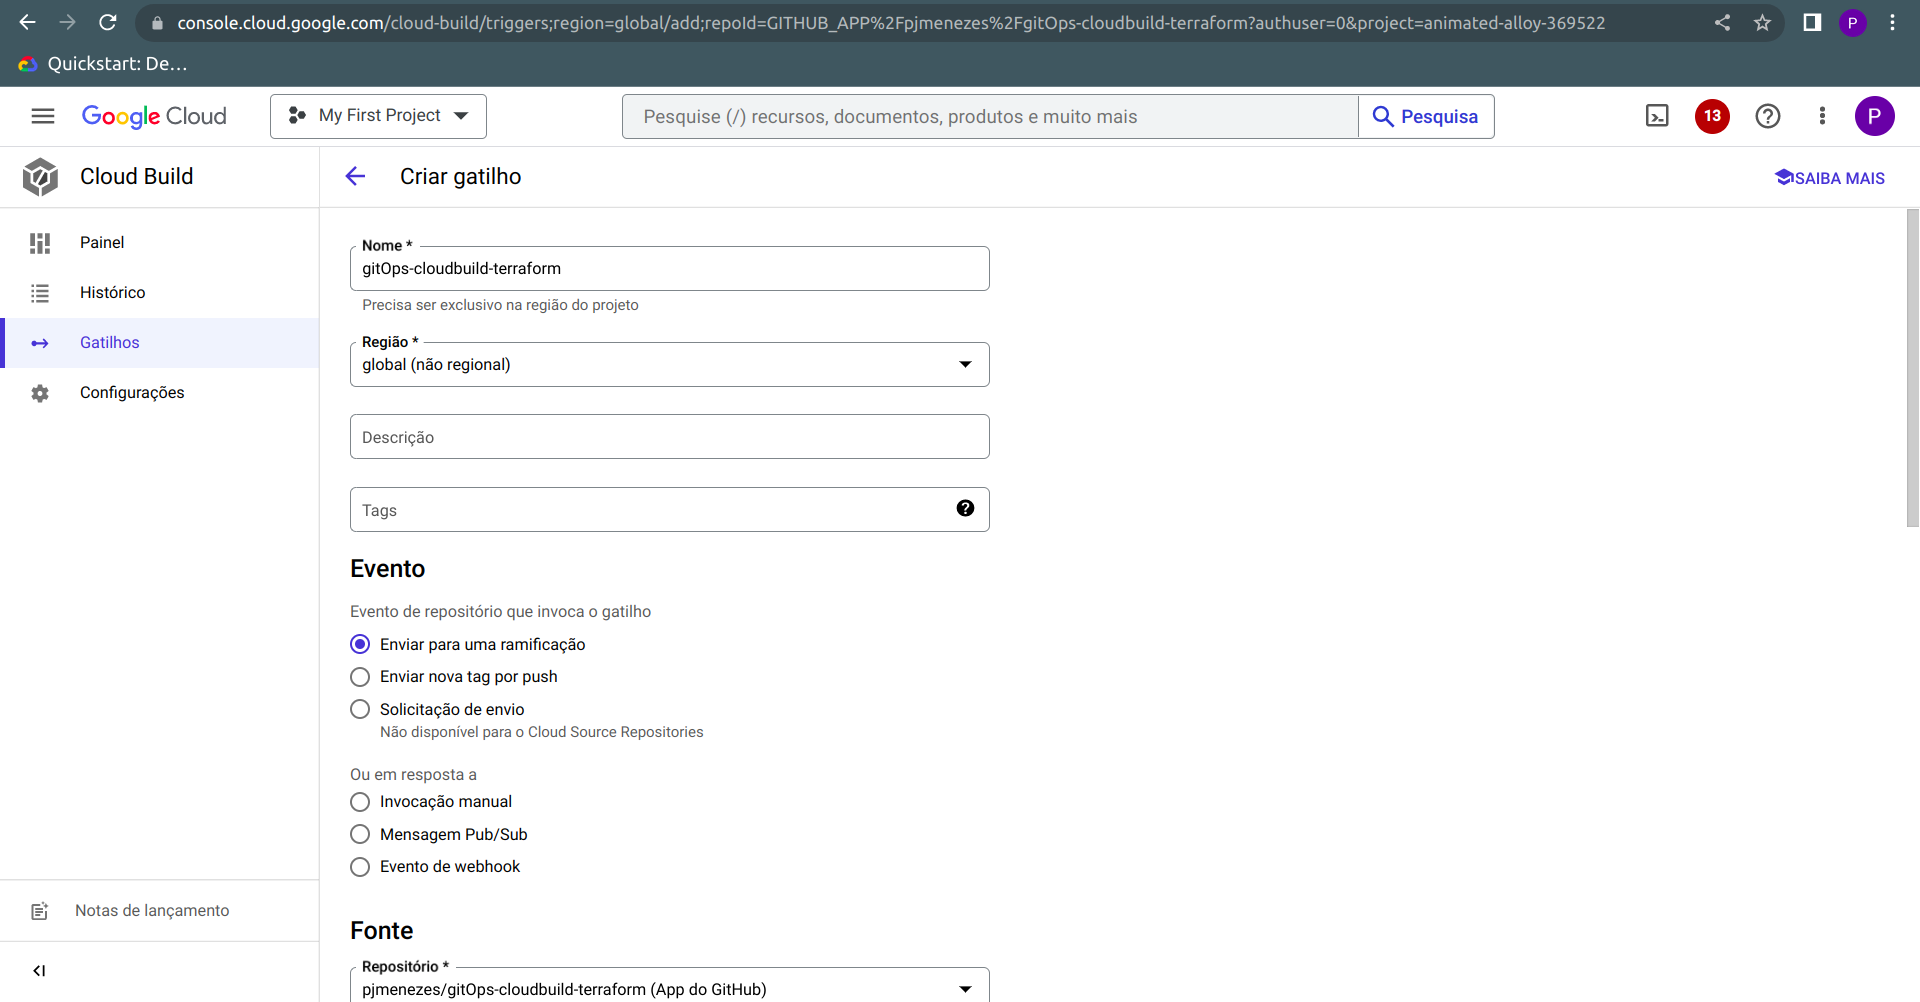 console.cloud.google.com/cloud-build/triggers;region=global/add;repoId=GITHUB_APP%2Fpjmenezes%2FgitOps-cloudbuild-terraform?authuser=0&project=animated-alloy-369522
P
Quickstart: De...
Google Cloud
My First Project
Pesquise (/) recursos, documentos, produtos e muito mais
Pesquisa
13
P
Cloud Build
Criar gatilho
SAIBA MAIS
Painel
Histórico
Gatilhos
Configurações
Nome *
gitOps-cloudbuild-terraform
Precisa ser exclusivo na região do projeto
Região *
global (não regional)
Descrição
Tags
Evento
Evento de repositório que invoca o gatilho
Enviar para uma ramificação
Enviar nova tag por push
Solicitação de envio
Não disponível para o Cloud Source Repositories
Ou em resposta a
Invocação manual
Mensagem Pub/Sub
Evento de webhook
Fonte
Repositório *
pjmenezes/gitOps-cloudbuild-terraform (App do GitHub)
Notas de lançamento